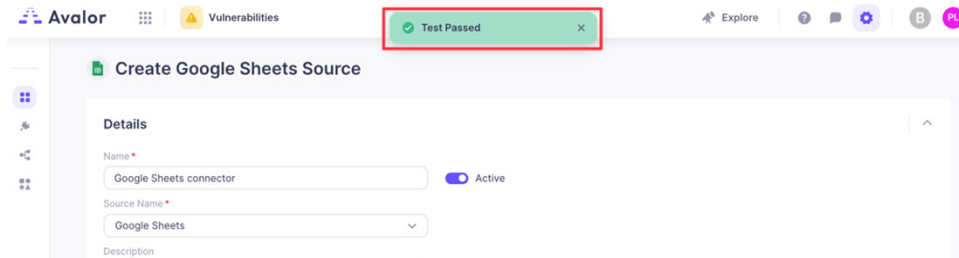 Avalor
Vulnerabilities
Test Passed
Explore
B
PL
Create Google Sheets Source
Details
Name *
Google Sheets connector
Active
Source Name *
Google Sheets
Description